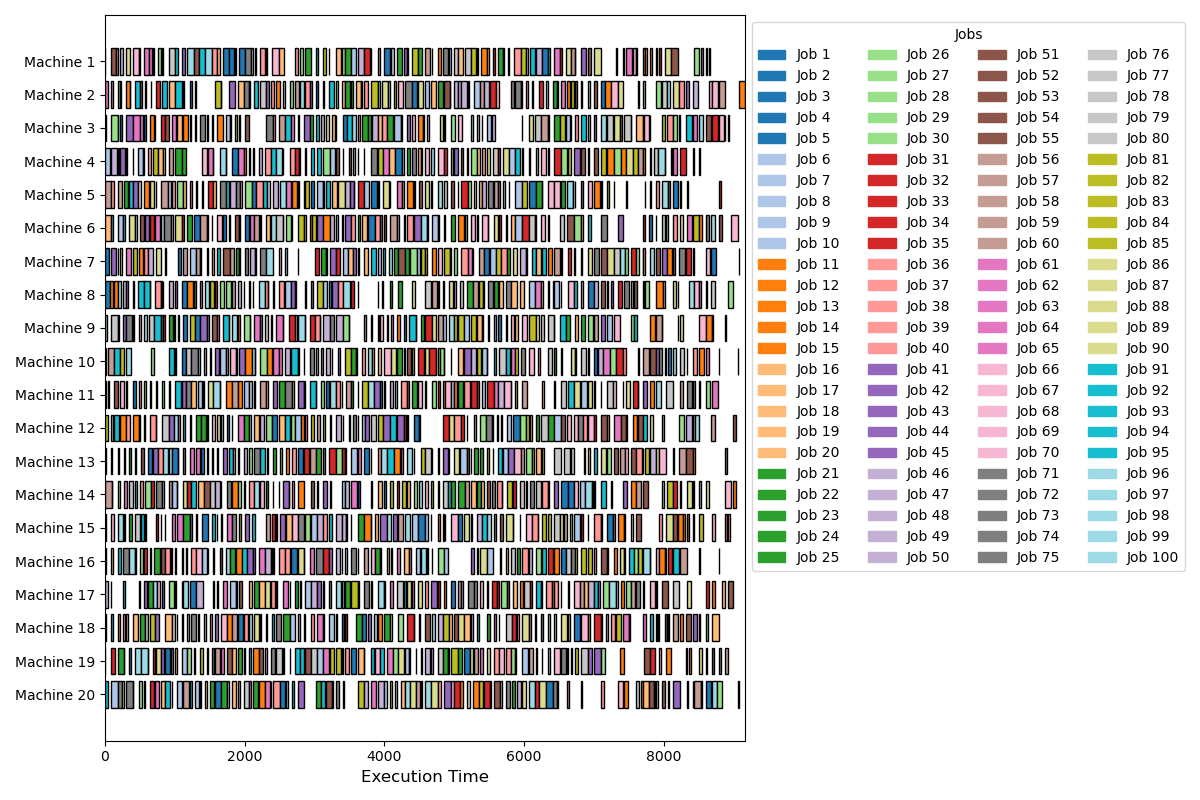 Machine 1
Machine 2
Machine 3
Machine 4
Machine 5
Machine 6
Machine 7
Machine 8
Machine 9
Machine 10
Machine 11
Machine 12
Machine 13
Machine 14
Machine 15
Machine 16
Machine 17
Machine 18
Machine 19
Machine 20
0 2000 4000 6000 8000
Execution Time
Jobs
Job 1 Job 26 Job 51 Job 76
Job 2 Job 27 Job 52 Job 77
Job 3 Job 28 Job 53 Job 78
Job 4 Job 29 Job 54 Job 79
Job 5 Job 30 Job 55 Job 80
Job 6 Job 31 Job 56 Job 81
Job 7 Job 32 Job 57 Job 82
Job 8 Job 33 Job 58 Job 83
Job 9 Job 34 Job 59 Job 84
Job 10 Job 35 Job 60 Job 85
Job 11 Job 36 Job 61 Job 86
Job 12 Job 37 Job 62 Job 87
Job 13 Job 38 Job 63 Job 88
Job 14 Job 39 Job 64 Job 89
Job 15 Job 40 Job 65 Job 90
Job 16 Job 41 Job 66 Job 91
Job 17 Job 42 Job 67 Job 92
Job 18 Job 43 Job 68 Job 93
Job 19 Job 44 Job 69 Job 94
Job 20 Job 45 Job 70 Job 95
Job 21 Job 46 Job 71 Job 96
Job 22 Job 47 Job 72 Job 97
Job 23 Job 48 Job 73 Job 98
Job 24 Job 49 Job 74 Job 99
Job 25 Job 50 Job 75 Job 100